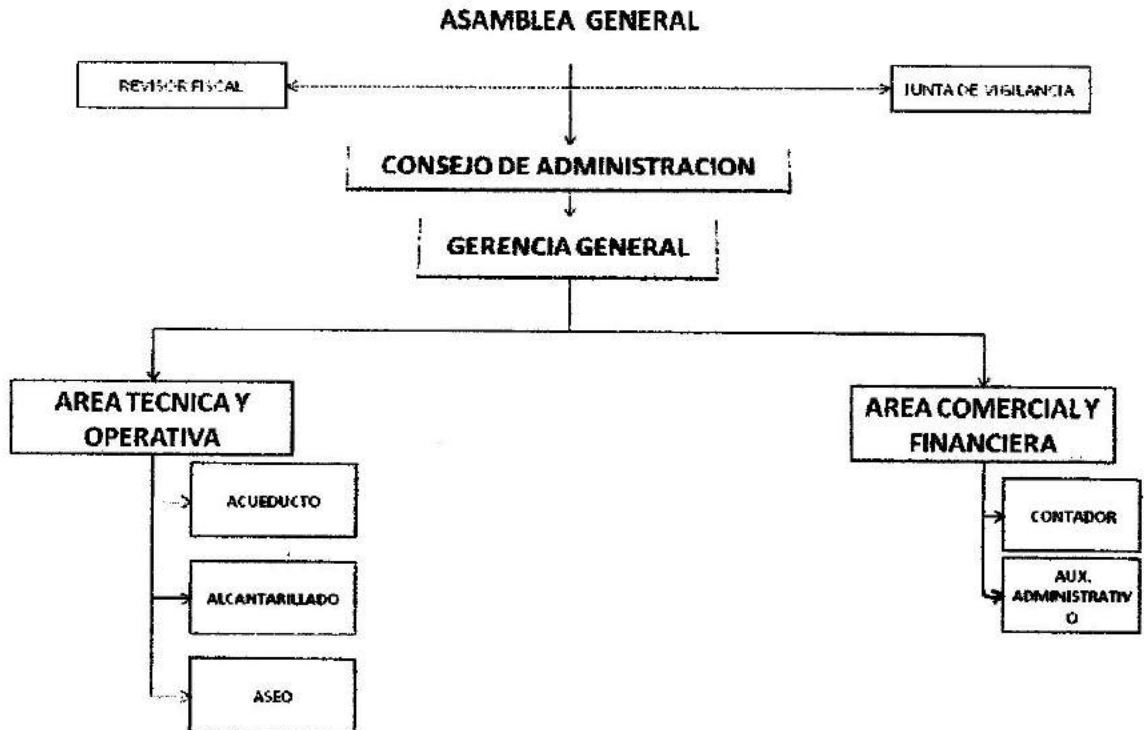 ASAMBLEA GENERAL
REVISOR FISCAL
JUNTA DE VIGILANCIA
CONSEJO DE ADMINISTRACION
GERENCIA GENERAL
AREA TECNICA Y
OPERATIVA
AREA COMERCIAL Y
FINANCIERA
ACUEDUCTO
ALCANTARILLADO
ASEO
CONTADOR
AUX.
ADMINISTRATIV
O